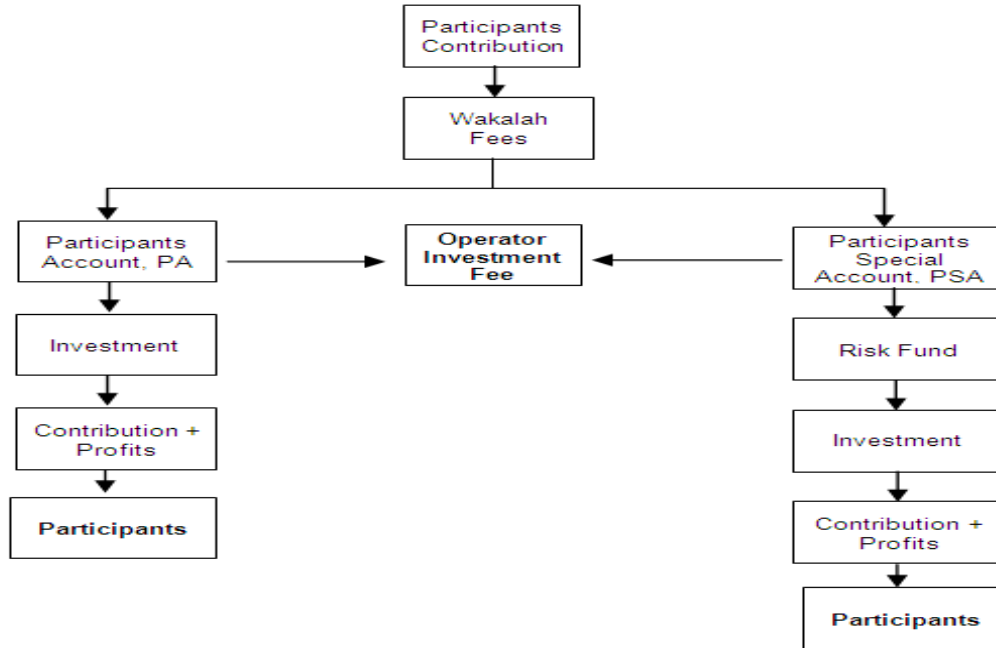 Participants
Contribution
Wakalah
Fees
Participants
Account, PA
Operator
Investment
Fee
Participants
Special
Account, PSA
Investment
Risk Fund
Contribution +
Profits
Investment
Participants
Contribution +
Profits
Participants